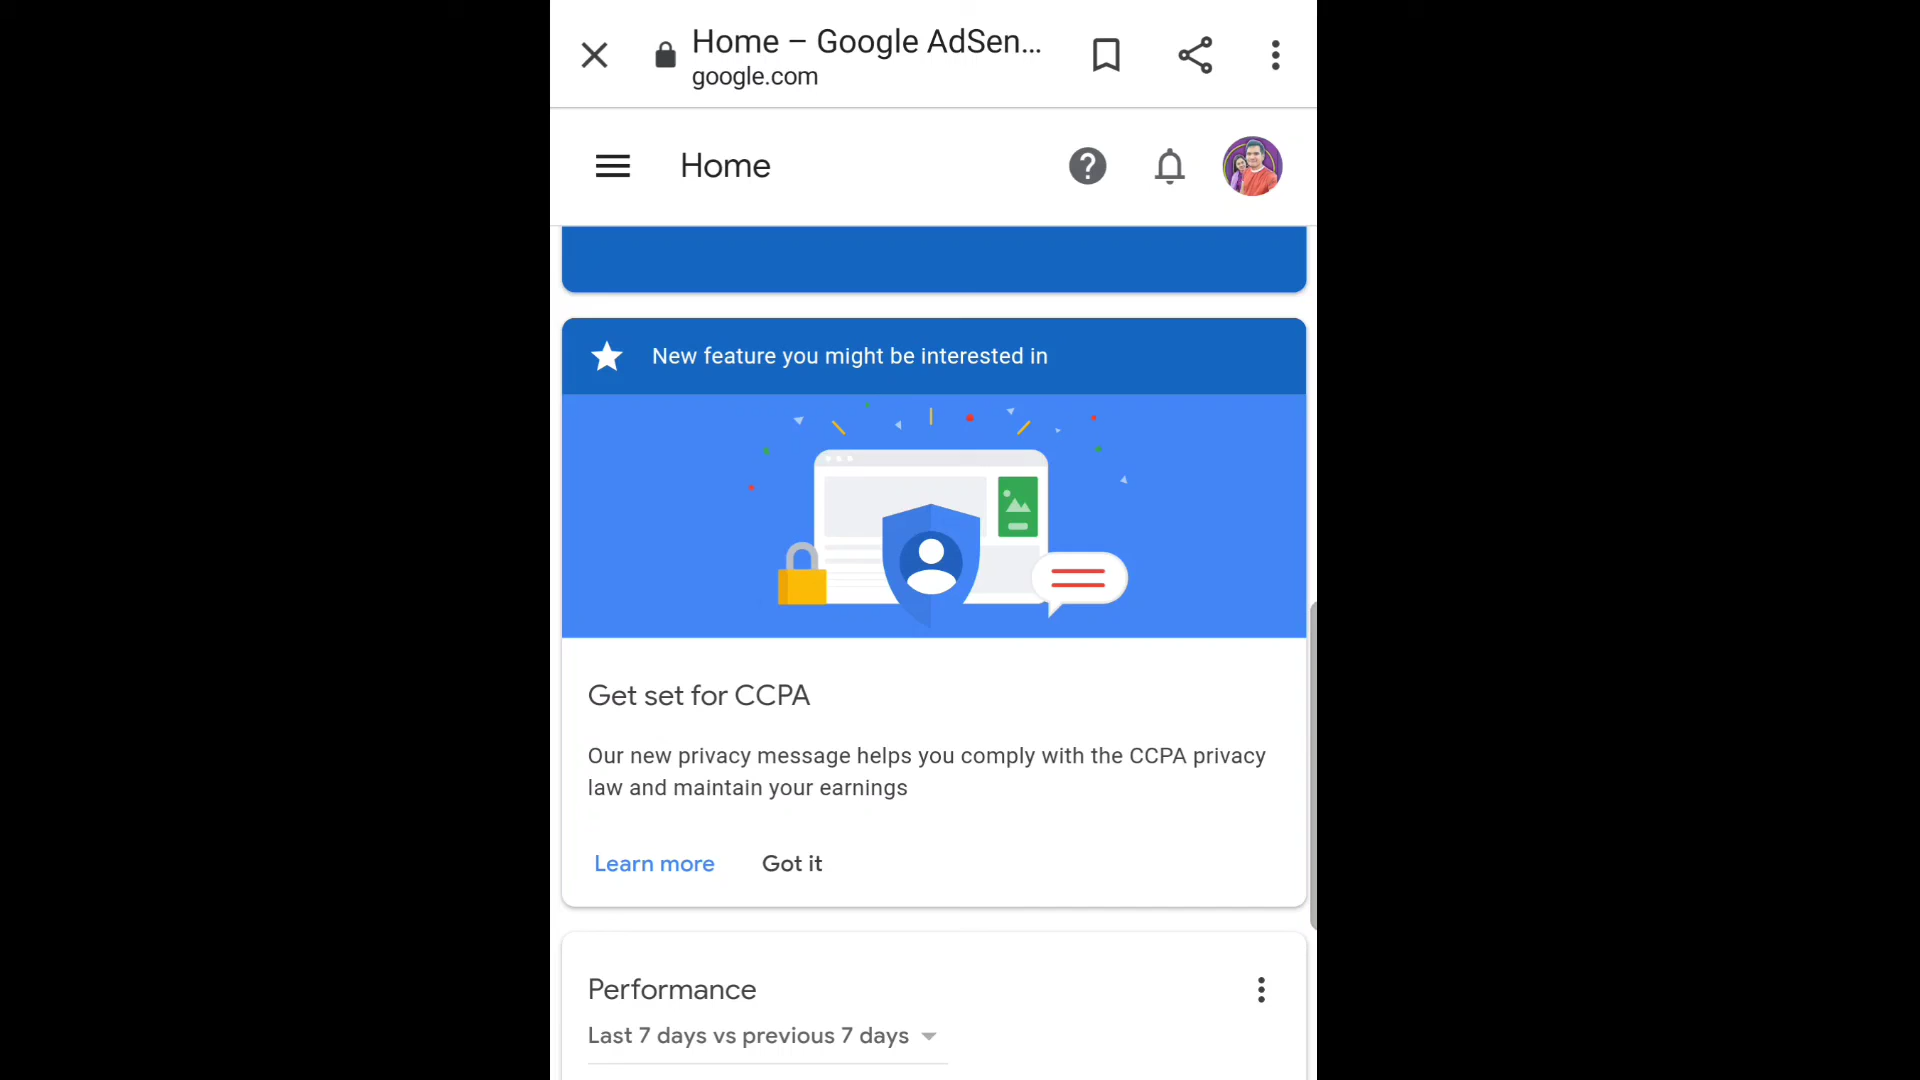 Home – Google AdSen...
google.com
Home
New feature you might be interested in
Get set for CCPA
Our new privacy message helps you comply with the CCPA privacy
law and maintain your earnings
Learn more Got it
Performance
Last 7 days vs previous 7 days